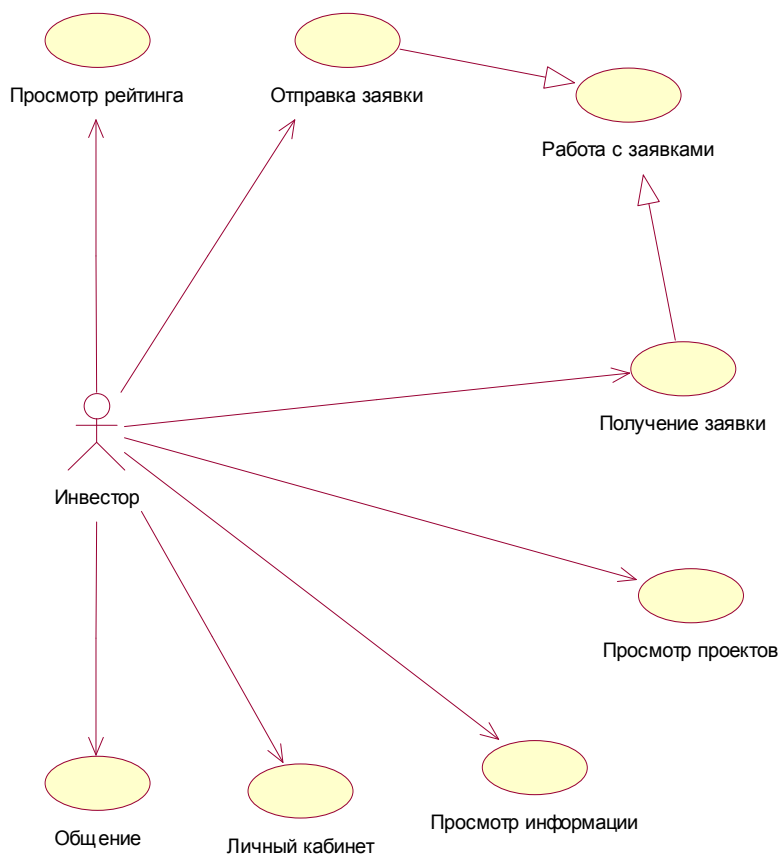 Просмотр рейтинга
Отправка заявки
Работа с заявками
Получение заявки
Инвестор
Просмотр проектов
Просмотр информации
Общение
Личный кабинет